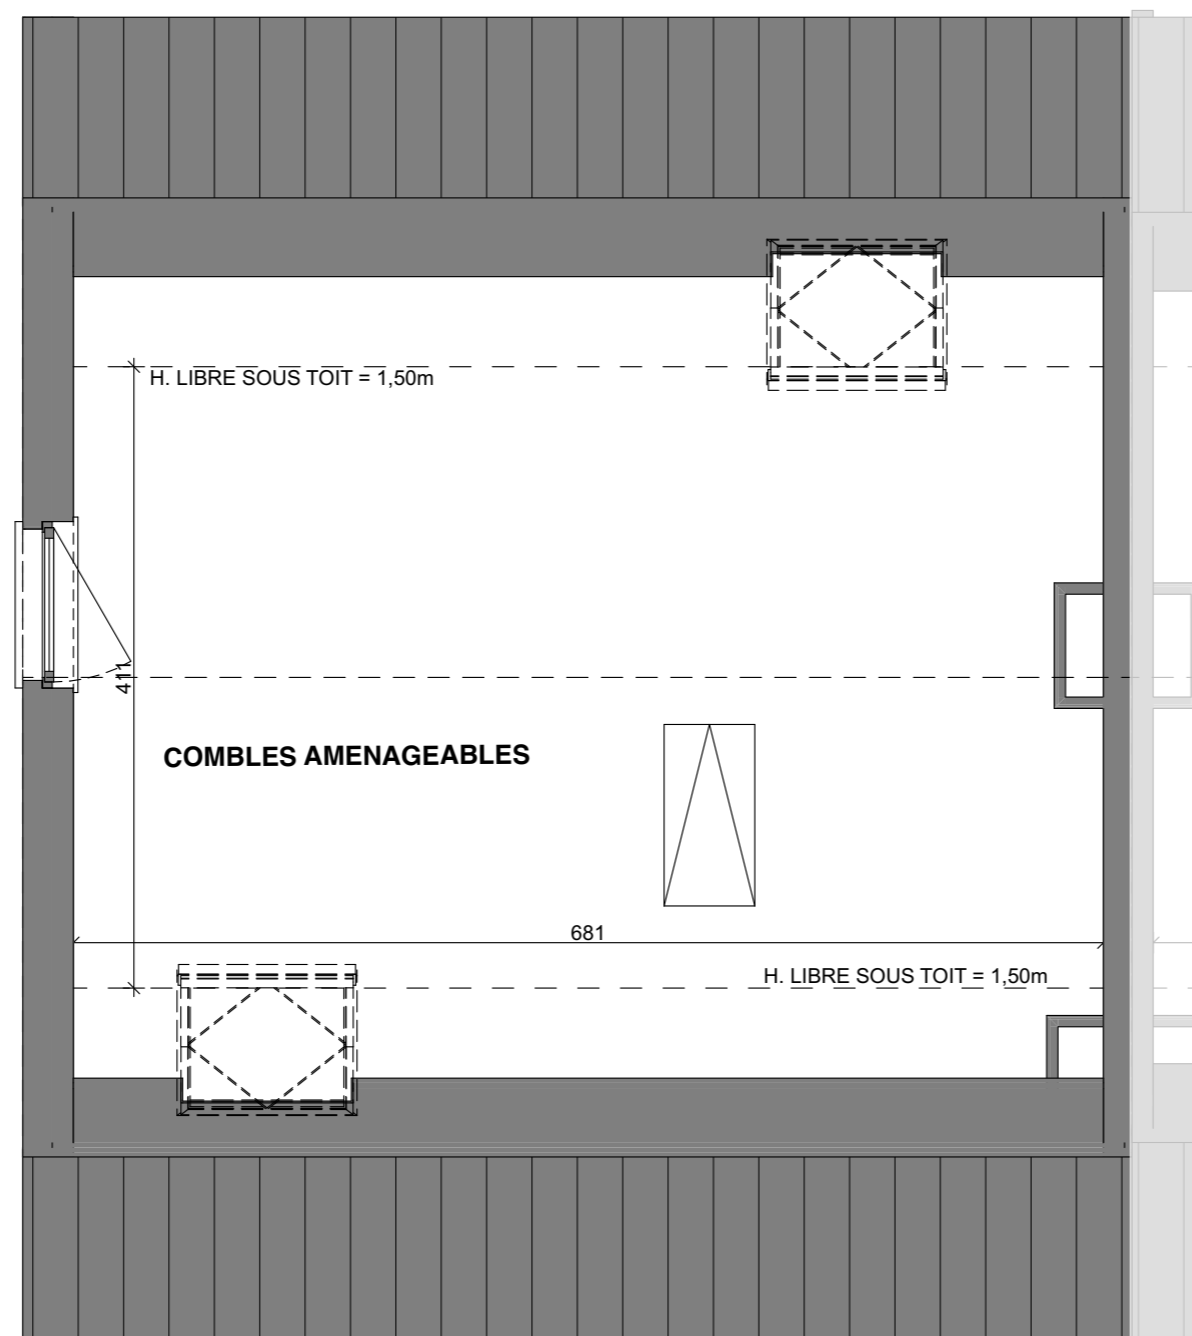 H. LIBRE SOUS TOIT = 1,50m
411
COMBLES AMENAGEABLES
681
H. LIBRE SOUS TOIT = 1,50m